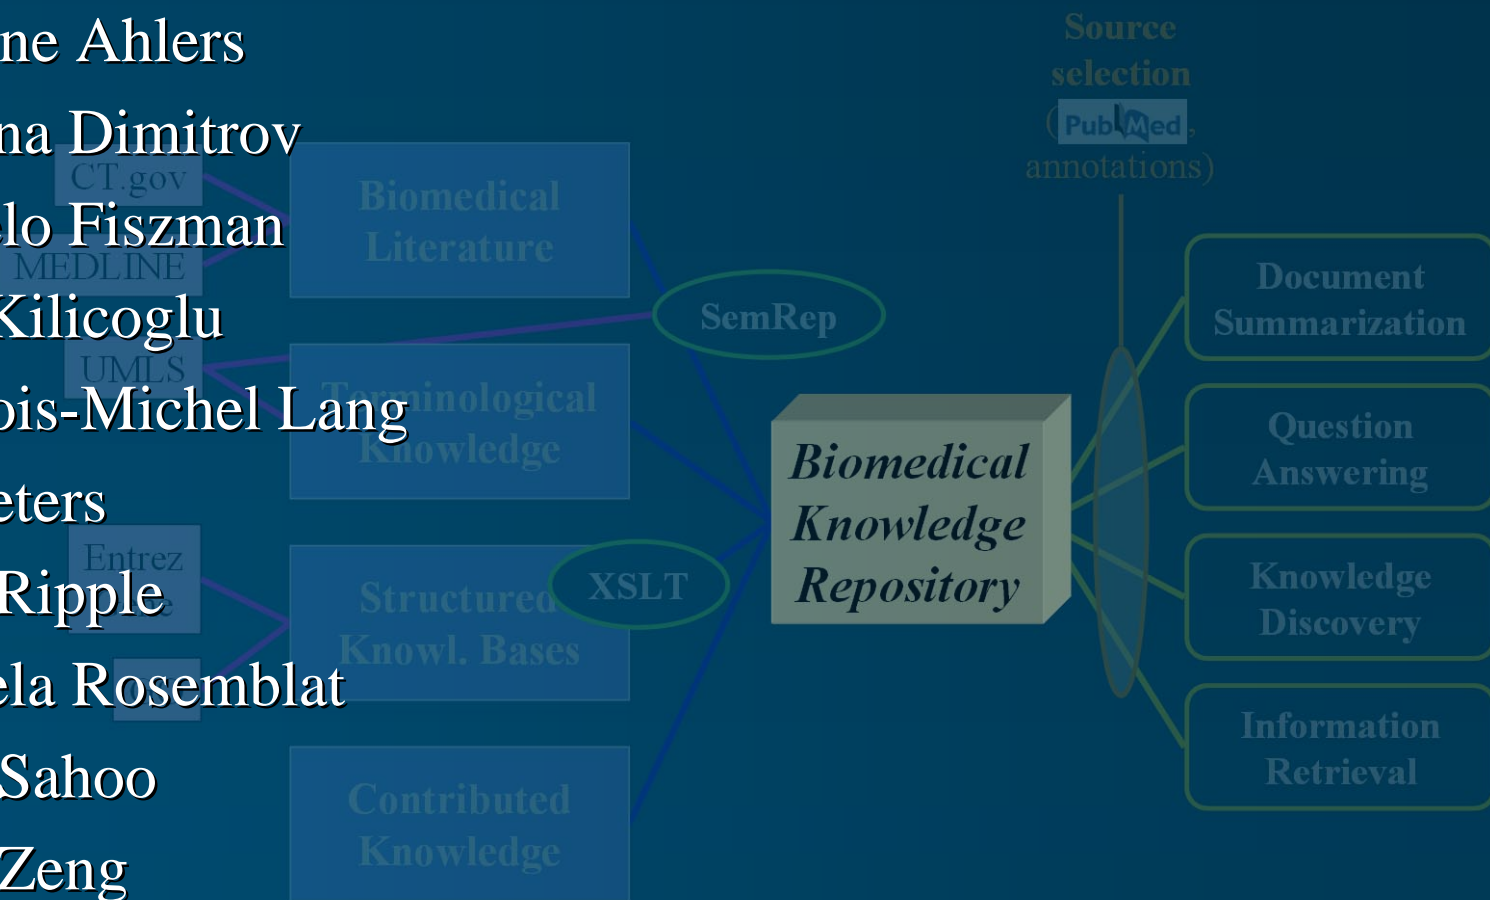 ne Ahlers
na Dimitrov
lo Fiszman
Kilicoglu
ois-Michel Lang
eters
Ripple
ela Rosemblat
Sahoo
Zeng
CT.gov
MEDLINE
UMLS
Entrez
Biomedical
Literature
Terminological
Knowledge
Structured
Knowl. Bases
Contributed
Knowledge
SemRep
XSLT
Biomedical
Knowledge
Repository
Source
selection
(PubMed,
annotations)
Document
Summarization
Question
Answering
Knowledge
Discovery
Information
Retrieval